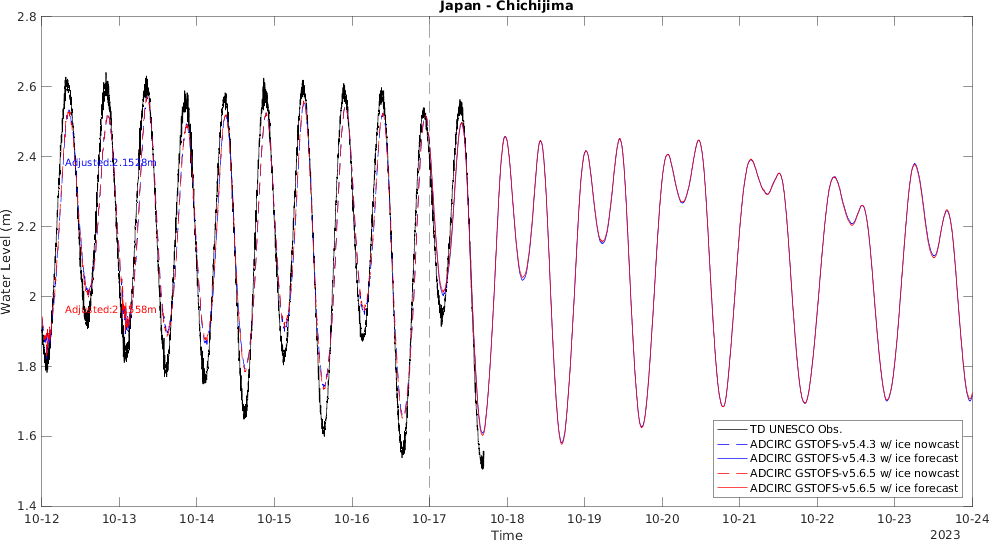 Japan - Chichijima
Water Level (m)
2.8
2.6
2.4
2.2
2
1.8
1.6
1.4
Adjusted:2.1528m
TD UNESCO Obs.
ADCIRC GSTOFS-v5.4.3 w/ ice nowcast
ADCIRC GSTOFS-v5.4.3 w/ ice forecast
ADCIRC GSTOFS-v5.6.5 w/ ice nowcast
ADCIRC GSTOFS-v5.6.5 w/ ice forecast
10-12 10-13 10-14 10-15 10-16 10-17 10-18 10-19 10-20 10-21 10-22 10-23 10-24
Time
2023